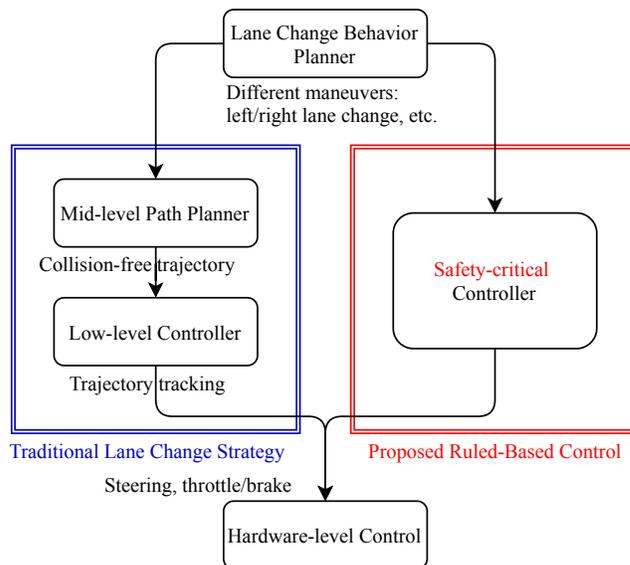 Lane Change Behavior
Planner
Different maneuvers:
left/right lane change, etc.
Mid-level Path Planner
Collision-free trajectory
Low-level Controller
Trajectory tracking
Safety-critical
Controller
Traditional Lane Change Strategy
Proposed Ruled-Based Control
Steering, throttle/brake
Hardware-level Control